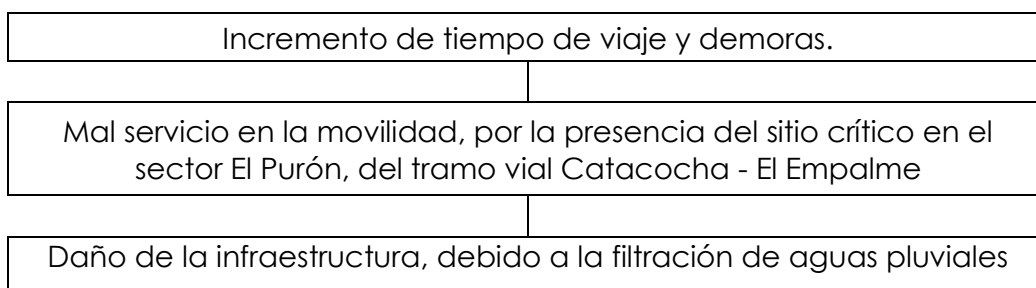 Incremento de tiempo de viaje y demoras.
Mal servicio en la movilidad, por la presencia del sitio crítico en el
sector El Purón, del tramo vial Catacocha - El Empalme
Daño de la infraestructura, debido a la filtración de aguas pluviales